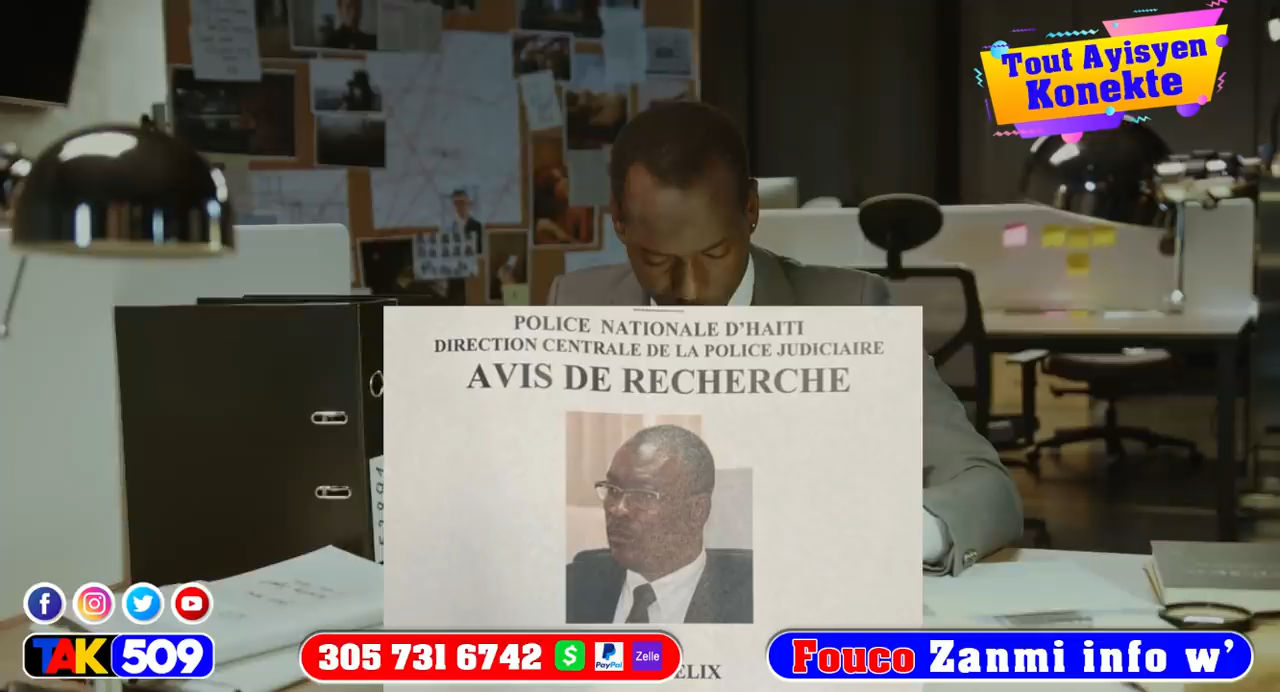 Tout Ayisyen
Konekte
POLICE NATIONALE D'HAITI
DIRECTION CENTRALE DE LA POLICE JUDICIAIRE
AVIS DE RECHERCHE
TAK 509
305 731 6742
$
PayPal
Zelle
ELIX
Fouco Zanmi info w'